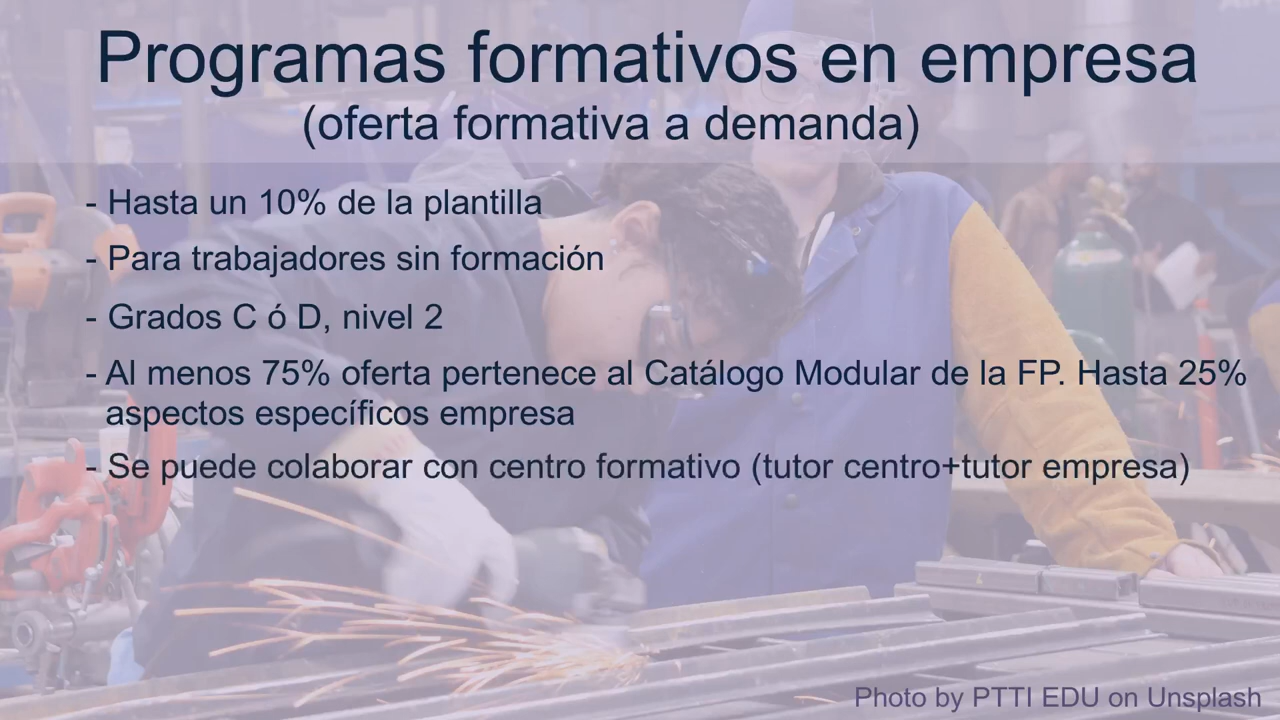 Programas formativos en empresa
(oferta formativa a demanda)
- Hasta un 10% de la plantilla
- Para trabajadores sin formación
- Grados C ó D, nivel 2
- Al menos 75% oferta pertenece al Catálogo Modular de la FP. Hasta 25%
aspectos específicos empresa
- Se puede colaborar con centro formativo (tutor centro+tutor empresa)
Photo by PTTI EDU on Unsplash